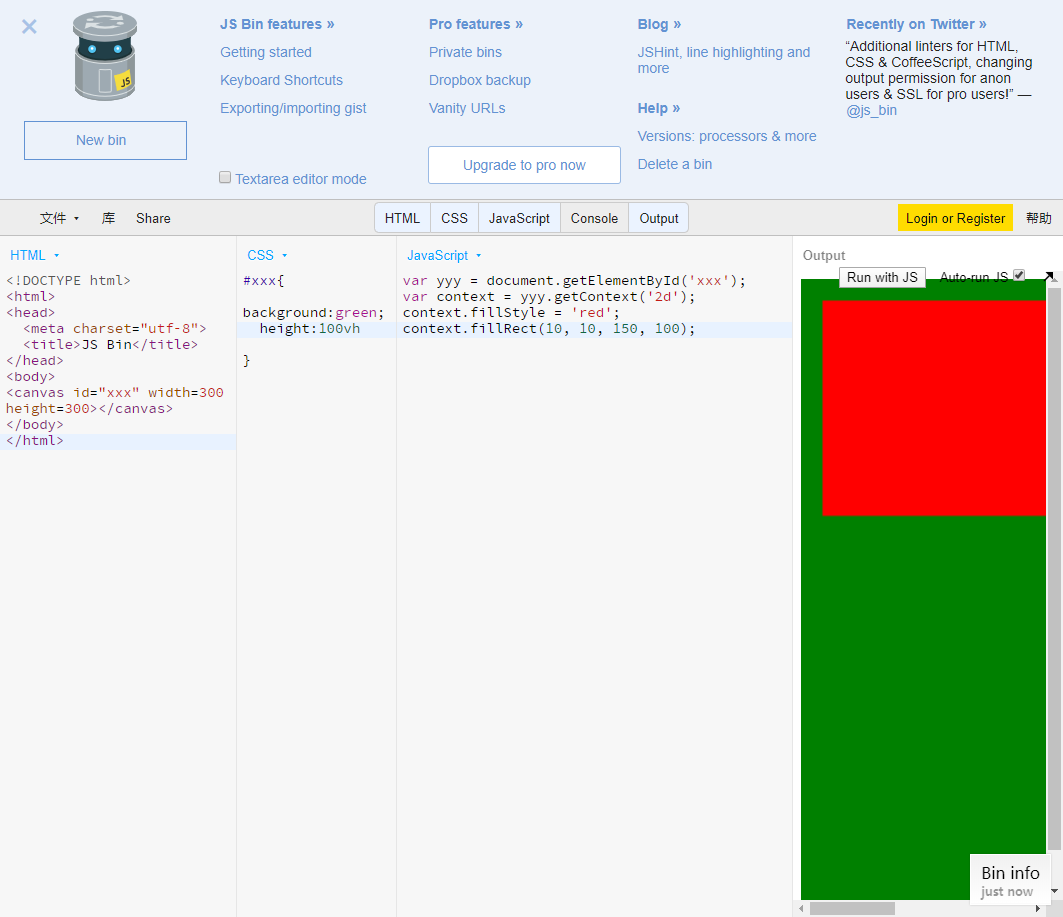 JS Bin features »
Getting started
Keyboard Shortcuts
Exporting/importing gist
Textarea editor mode
Pro features »
Private bins
Dropbox backup
Vanity URLs
Upgrade to pro now
Blog »
JSHint, line highlighting and
more
Help »
Versions: processors & more
Delete a bin
Recently on Twitter »
“Additional linters for HTML,
CSS & CoffeeScript, changing
output permission for anon
users & SSL for pro users!” —
@js_bin
JS
New bin
文件 库 Share HTML CSS JavaScript Console Output Login or Register 帮助
HTML
<!DOCTYPE html>
<html>
<head>
  <meta charset="utf-8">
  <title>JS Bin</title>
</head>
<body>
<canvas id="xxx" width=300
height=300></canvas>
</body>
</html>
CSS
#xxx{
background:green;
  height:100vh
}
JavaScript
var yyy = document.getElementById('xxx');
var context = yyy.getContext('2d');
context.fillStyle = 'red';
context.fillRect(10, 10, 150, 100);
Output
Run with JS Auto-run JS
Bin info
just now